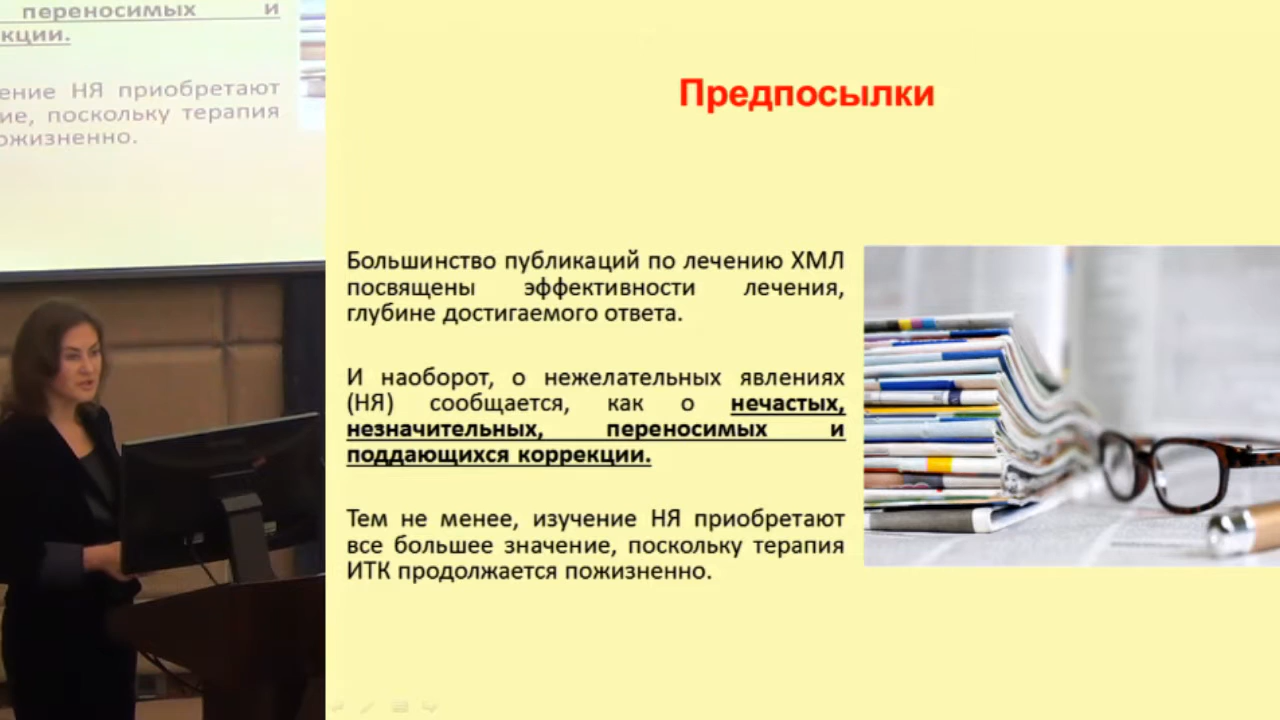 переносимых и
кции.
ение НЯ приобретают
ие, поскольку терапия
ожизненно.
Предпосылки
Большинство публикаций по лечению ХМЛ
посвящены эффективности лечения,
глубине достигаемого ответа.
И наоборот, о нежелательных явлениях
(НЯ) сообщается, как о нечастых,
незначительных, переносимых и
поддающихся коррекции.
Тем не менее, изучение НЯ приобретают
все большее значение, поскольку терапия
ИТК продолжается пожизненно.